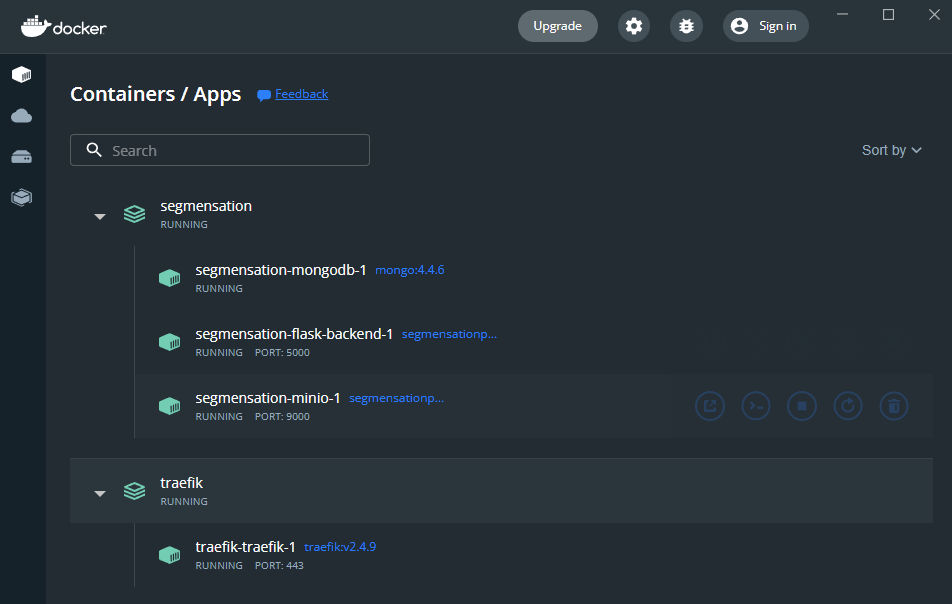 docker
Upgrade
Sign in
Containers / Apps
Feedback
Search
Sort by
segmensation
RUNNING
segmensation-mongodb-1 mongo:4.4.6
RUNNING
segmensation-flask-backend-1 segmensationp...
RUNNING PORT: 5000
segmensation-minio-1 segmensationp...
RUNNING PORT: 9000
traefik
RUNNING
traefik-traefik-1 traefik:v2.4.9
RUNNING PORT: 443